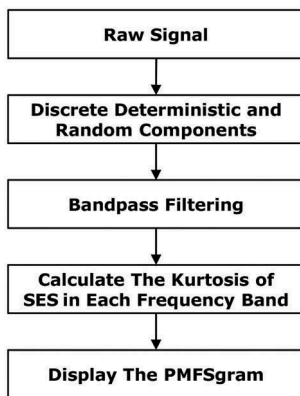 Raw Signal
Discrete Deterministic and
Random Components
Bandpass Filtering
Calculate The Kurtosis of
SES in Each Frequency Band
Display The PMFSgram